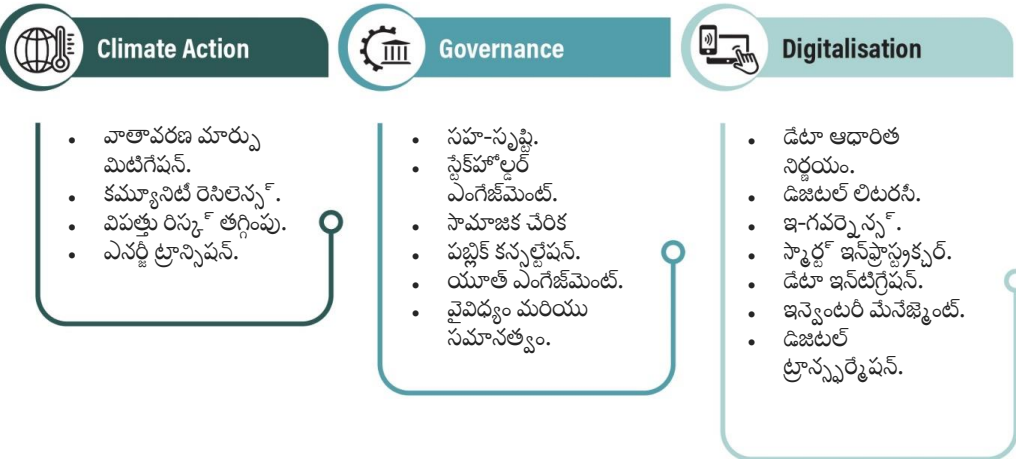 Climate Action
వాతావరణ మార్పు
మిటిగేషన్.
కమ్యూనిటీ రెసిలెన్స్.
విపత్తు రిస్క్ తగ్గింపు.
ఎనర్జీ ట్రాన్సిషన్.
Governance
సహ-సృష్టి.
స్టేక్‌హోల్డర్
ఎంగేజ్‌మెంట్.
సామాజిక చేరిక
పబ్లిక్ కన్సల్టేషన్.
యూత్ ఎంగేజ్‌మెంట్.
వైవిధ్యం మరియు
సమానత్వం.
Digitalisation
డేటా ఆధారిత
నిర్ణయం.
డిజిటల్ లిటరసీ.
ఇ-గవర్నెన్స్.
స్మార్ట్ ఇన్‌ఫ్రాస్ట్రక్చర్.
డేటా ఇన్‌టిగ్రేషన్.
ఇన్వెంటరీ మేనేజ్మెంట్.
డిజిటల్
ట్రాన్స్ఫర్మేషన్.